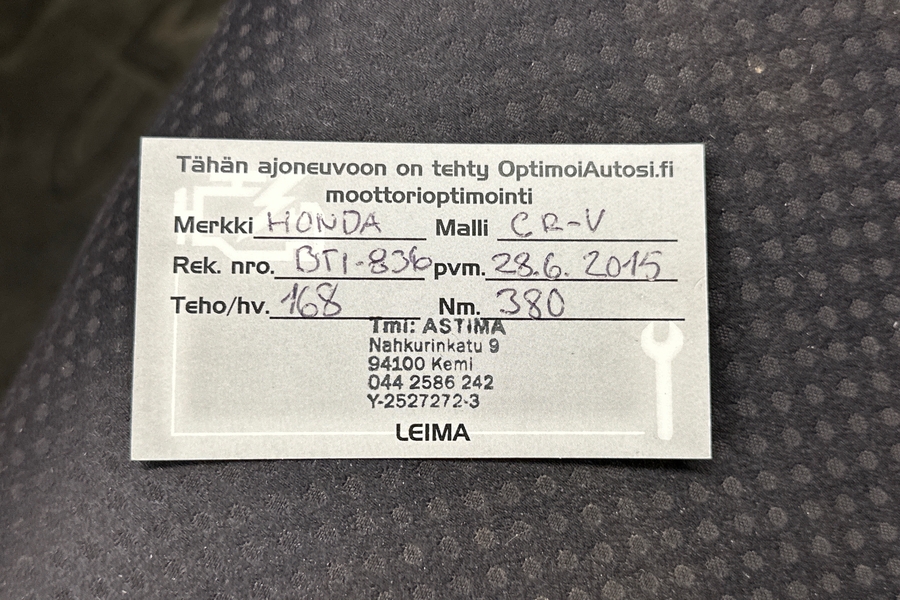 Tähän ajoneuvoon on tehty OptimoiAutosi.fi
moottorioptimointi
Merkki HONDA Malli CR-V
Rek. nro. BTI-836 pvm. 28.6. 2015
Teho/hv. 168 Nm. 380
Tmi: ASTIMA
Nahkurinkatu 9
94100 Kemi
044 2586 242
Y-2527272-3
LEIMA